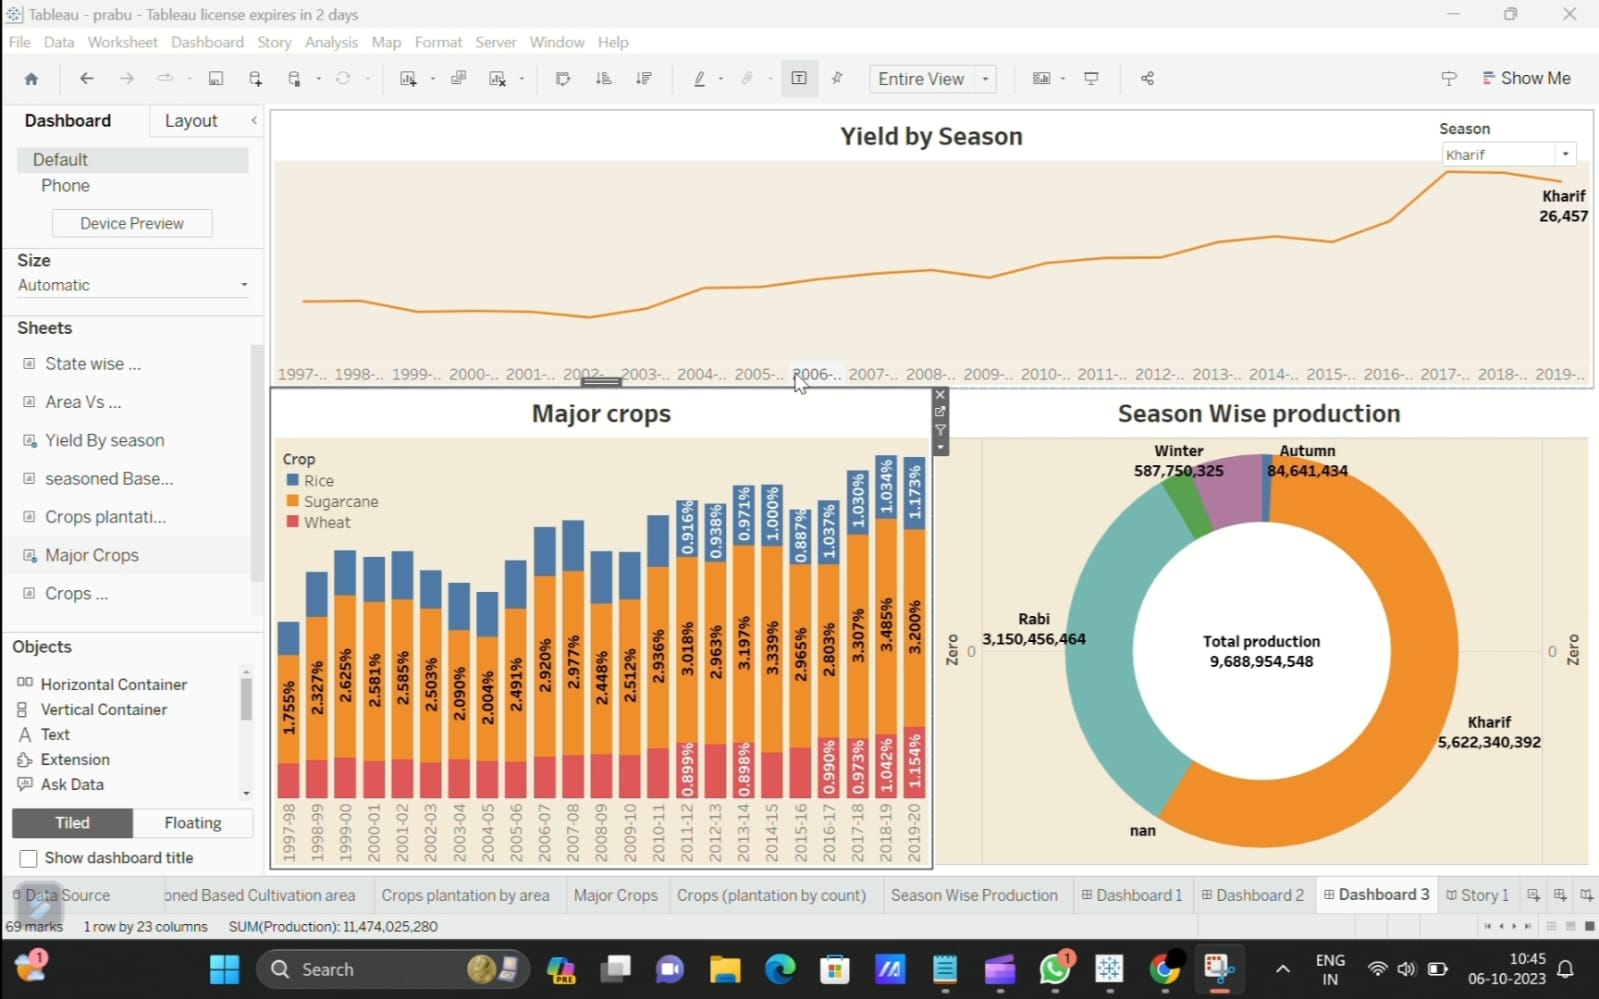 Tableau - prabu - Tableau license expires in 2 days
File Data Worksheet Dashboard Story Analysis Map Format Server Window Help
Entire View
Show Me
Dashboard Layout
Default
Phone
Device Preview
Size
Automatic
Sheets
State wise ...
Area Vs ...
Yield By season
seasoned Base...
Crops plantati...
Major Crops
Crops ...
Objects
Horizontal Container
Vertical Container
Text
Extension
Ask Data
Tiled Floating
Show dashboard title
Yield by Season
Season
Kharif
Kharif
26,457
1997-.. 1998-.. 1999-.. 2000-.. 2001-.. 2002-.. 2003-.. 2004-.. 2005-.. 2006-.. 2007-.. 2008-.. 2009-.. 2010-.. 2011-.. 2012-.. 2013-.. 2014-.. 2015-.. 2016-.. 2017-.. 2018-.. 2019-..
Major crops
Crop
Rice
Sugarcane
Wheat
0.916% 0.938% 0.971% 1.000% 0.887% 1.037% 1.030% 1.034% 1.173%
1.755% 2.327% 2.625% 2.581% 2.585% 2.503% 2.090% 2.004% 2.491% 2.920% 2.977% 2.448% 2.512% 2.936% 3.018% 2.963% 3.197% 3.339% 2.965% 2.803% 3.307% 3.485% 3.200%
0.899% 0.898% 0.990% 0.973% 1.042% 1.154%
1997-98 1998-99 1999-00 2000-01 2001-02 2002-03 2003-04 2004-05 2005-06 2006-07 2007-08 2008-09 2009-10 2010-11 2011-12 2012-13 2013-14 2014-15 2015-16 2016-17 2017-18 2018-19 2019-20
Season Wise production
Winter
587,750,325
Autumn
84,641,434
Rabi
3,150,456,464
Zero 0
Total production
9,688,954,548
0 Zero
Kharif
5,622,340,392
nan
Data Source oned Based Cultivation area Crops plantation by area Major Crops Crops (plantation by count) Season Wise Production Dashboard 1 Dashboard 2 Dashboard 3 Story 1
69 marks 1 row by 23 columns SUM(Production): 11,474,025,280
1
Search
PRE
1
ENG
IN
10:45
06-10-2023